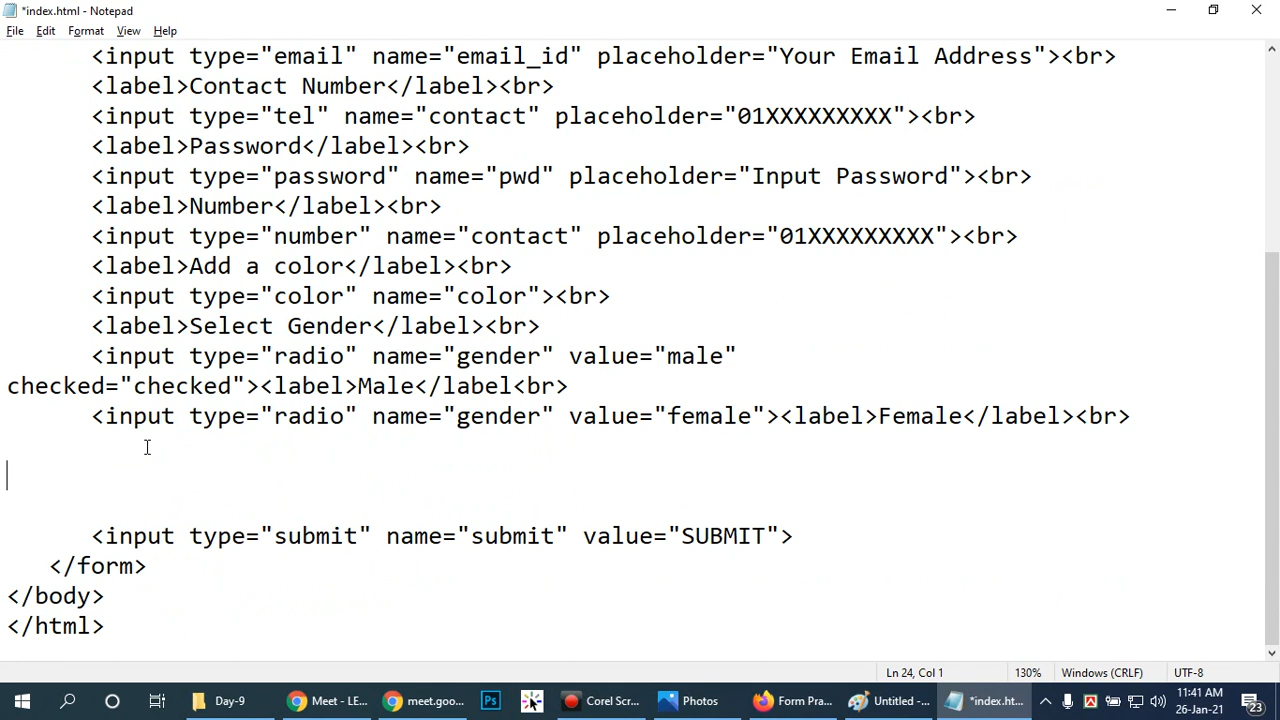 *index.html - Notepad
File Edit Format View Help
<input type="email" name="email_id" placeholder="Your Email Address"><br>
<label>Contact Number</label><br>
<input type="tel" name="contact" placeholder="01XXXXXXXXX"><br>
<label>Password</label><br>
<input type="password" name="pwd" placeholder="Input Password"><br>
<label>Number</label><br>
<input type="number" name="contact" placeholder="01XXXXXXXXX"><br>
<label>Add a color</label><br>
<input type="color" name="color"><br>
<label>Select Gender</label><br>
<input type="radio" name="gender" value="male"
checked="checked"><label>Male</label<br>
<input type="radio" name="gender" value="female"><label>Female</label><br>
<input type="submit" name="submit" value="SUBMIT">
</form>
</body>
</html>
Ln 24, Col 1 130% Windows (CRLF) UTF-8
Day-9 Meet - LE... meet.goo... Ps Corel Scr... Photos Form Pra... Untitled -... *index.ht... 11:41 AM
26-Jan-21 23